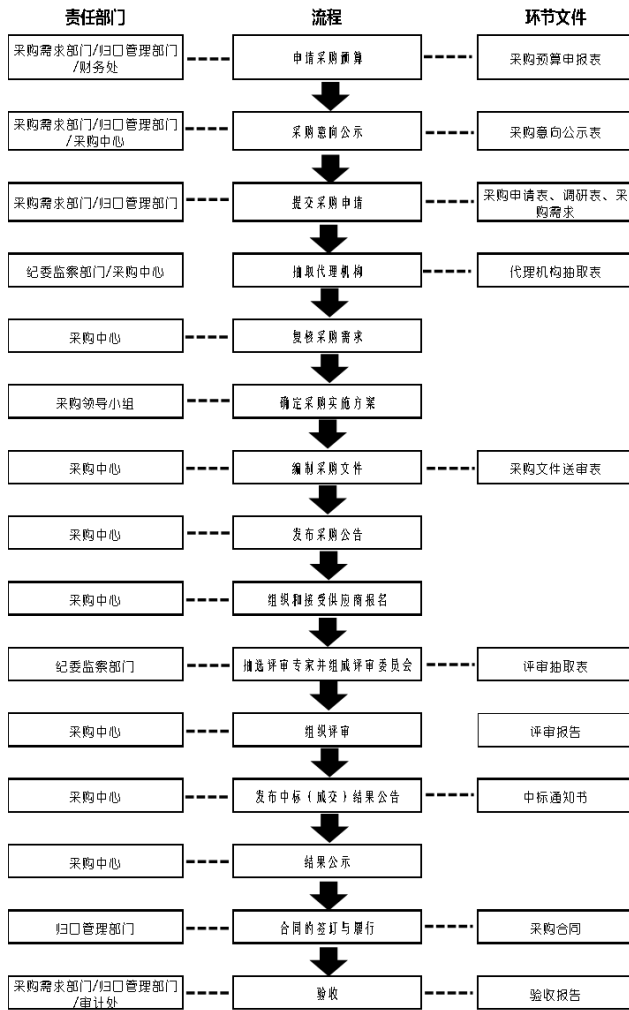 责任部门 流程 环节文件
采购需求部门/归口管理部门
/财务处
申请采购预算
采购预算申报表
采购需求部门/归口管理部门
/采购中心
采购意向公示
采购意向公示表
采购需求部门/归口管理部门
提交采购申请
采购申请表、调研表、采
购需求
纪委监察部门/采购中心
抽取代理机构
代理机构抽取表
采购中心
复核采购需求
采购领导小组
确定采购实施方案
采购中心
编制采购文件
采购文件送审表
采购中心
发布采购公告
采购中心
组织和接受供应商报名
纪委监察部门
抽选评审专家并组成评审委员会
评审抽取表
采购中心
组织评审
评审报告
采购中心
发布中标（成交）结果公告
中标通知书
采购中心
结果公示
归口管理部门
合同的签订与履行
采购合同
采购需求部门/归口管理部门
/审计处
验收
验收报告